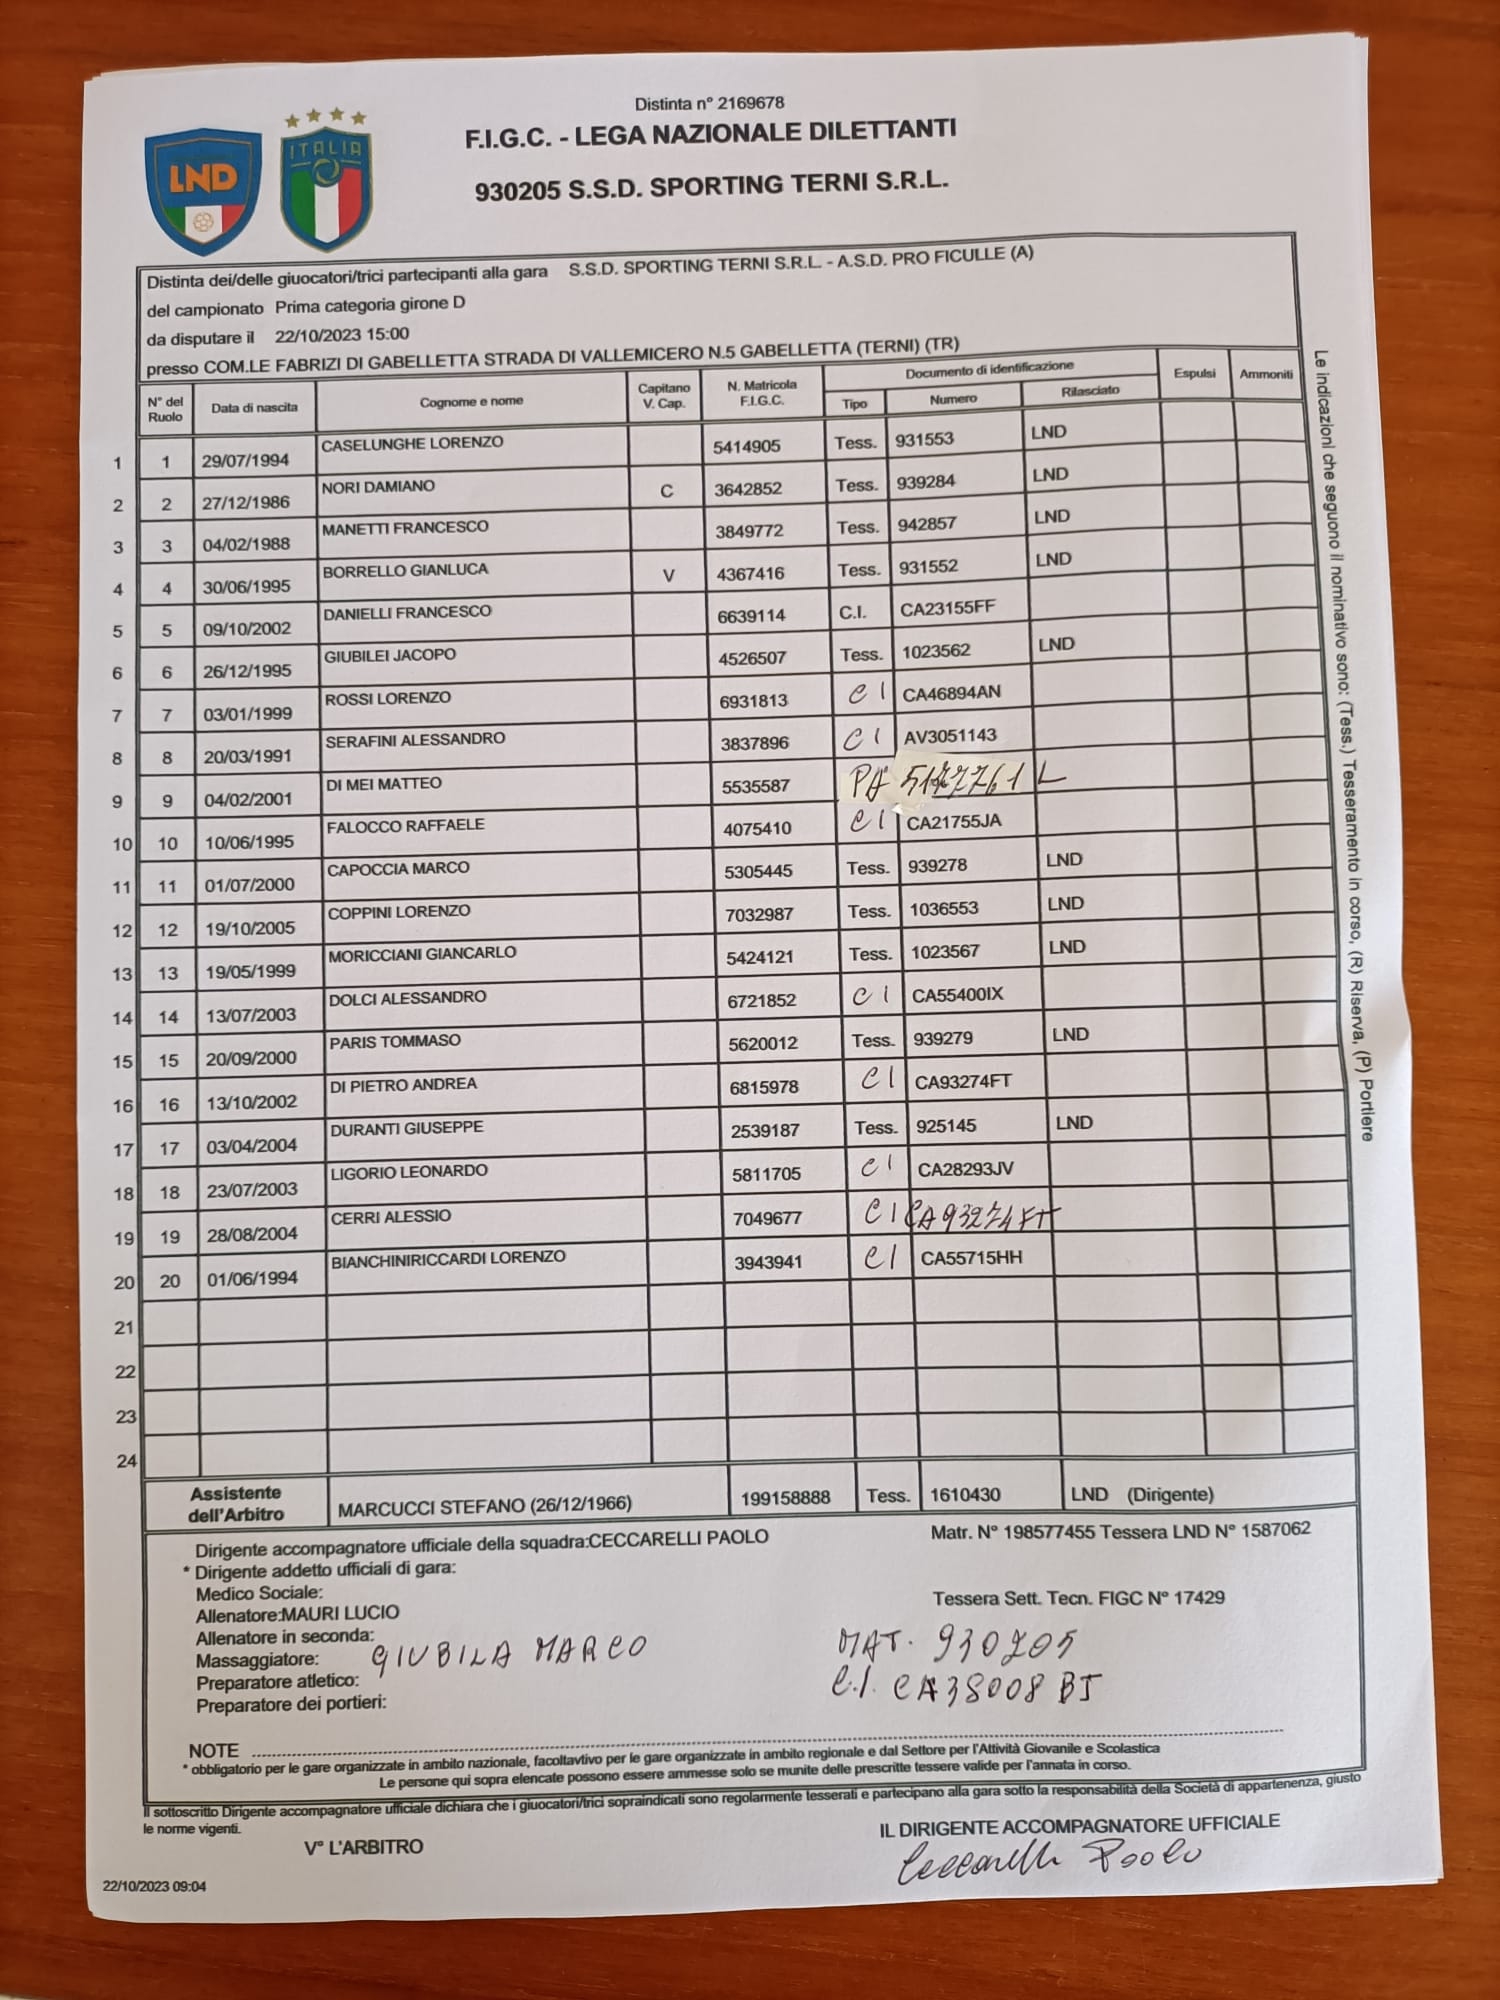 Distinta n° 2169678
F.I.G.C. - LEGA NAZIONALE DILETTANTI
930205 S.S.D. SPORTING TERNI S.R.L.
LND
ITALIA
Distinta dei/delle giuocatori/trici partecipanti alla gara S.S.D. SPORTING TERNI S.R.L. - A.S.D. PRO FICULLE (A)
del campionato Prima categoria girone D
da disputare il 22/10/2023 15:00
presso COM.LE FABRIZI DI GABELLETTA STRADA DI VALLEMICERO N.5 GABELLETTA (TERNI) (TR)
N° del Ruolo Data di nascita Cognome e nome Capitano V. Cap. N. Matricola F.I.G.C. Documento di identificazione Tipo Numero Rilasciato Espulsi Ammoniti
1 1 29/07/1994 CASELUNGHE LORENZO 5414905 Tess. 931553 LND
2 2 27/12/1986 NORI DAMIANO C 3642852 Tess. 939284 LND
3 3 04/02/1988 MANETTI FRANCESCO 3849772 Tess. 942857 LND
4 4 30/06/1995 BORRELLO GIANLUCA V 4367416 Tess. 931552 LND
5 5 09/10/2002 DANIELLI FRANCESCO 6639114 C.I. CA23155FF
6 6 26/12/1995 GIUBILEI JACOPO 4526507 Tess. 1023562 LND
7 7 03/01/1999 ROSSI LORENZO 6931813 CI CA46894AN
8 8 20/03/1991 SERAFINI ALESSANDRO 3837896 CI AV3051143
9 9 04/02/2001 DI MEI MATTEO 5535587 PA
10 10 10/06/1995 FALOCCO RAFFAELE 4075410 CI CA21755JA
11 11 01/07/2000 CAPOCCIA MARCO 5305445 Tess. 939278 LND
12 12 19/10/2005 COPPINI LORENZO 7032987 Tess. 1036553 LND
13 13 19/05/1999 MORICCIANI GIANCARLO 5424121 Tess. 1023567 LND
14 14 13/07/2003 DOLCI ALESSANDRO 6721852 CI CA55400IX
15 15 20/09/2000 PARIS TOMMASO 5620012 Tess. 939279 LND
16 16 13/10/2002 DI PIETRO ANDREA 6815978 CI CA93274FT
17 17 03/04/2004 DURANTI GIUSEPPE 2539187 Tess. 925145 LND
18 18 23/07/2003 LIGORIO LEONARDO 5811705 CI CA28293JV
19 19 28/08/2004 CERRI ALESSIO 7049677 CI CA93274FT
20 20 01/06/1994 BIANCHINIRICCARDI LORENZO 3943941 CI CA55715HH
21
22
23
24
Assistente dell'Arbitro MARCUCCI STEFANO (26/12/1966) 199158888 Tess. 1610430 LND (Dirigente)
Dirigente accompagnatore ufficiale della squadra:CECCARELLI PAOLO Matr. N° 198577455 Tessera LND N° 1587062
* Dirigente addetto ufficiali di gara:
Medico Sociale:
Allenatore:MAURI LUCIO Tessera Sett. Tecn. FIGC N° 17429
Allenatore in seconda:
Massaggiatore: GIUBILA MARCO MAT. 930205
Preparatore atletico: C.I. CA38008BJ
Preparatore dei portieri:
NOTE
* obbligatorio per le gare organizzate in ambito nazionale, facoltavtivo per le gare organizzate in ambito regionale e dal Settore per l'Attività Giovanile e Scolastica
Le persone qui sopra elencate possono essere ammesse solo se munite delle prescritte tessere valide per l'annata in corso.
Il sottoscritto Dirigente accompagnatore ufficiale dichiara che i giuocatori/trici sopraindicati sono regolarmente tesserati e partecipano alla gara sotto la responsabilità della Società di appartenenza, giusto
le norme vigenti.
V° L'ARBITRO IL DIRIGENTE ACCOMPAGNATORE UFFICIALE
Ceccarelli Paolo
22/10/2023 09:04
Le indicazioni che seguono il nominativo sono: (Tess.) Tesseramento in corso, (R) Riserva, (P) Portiere